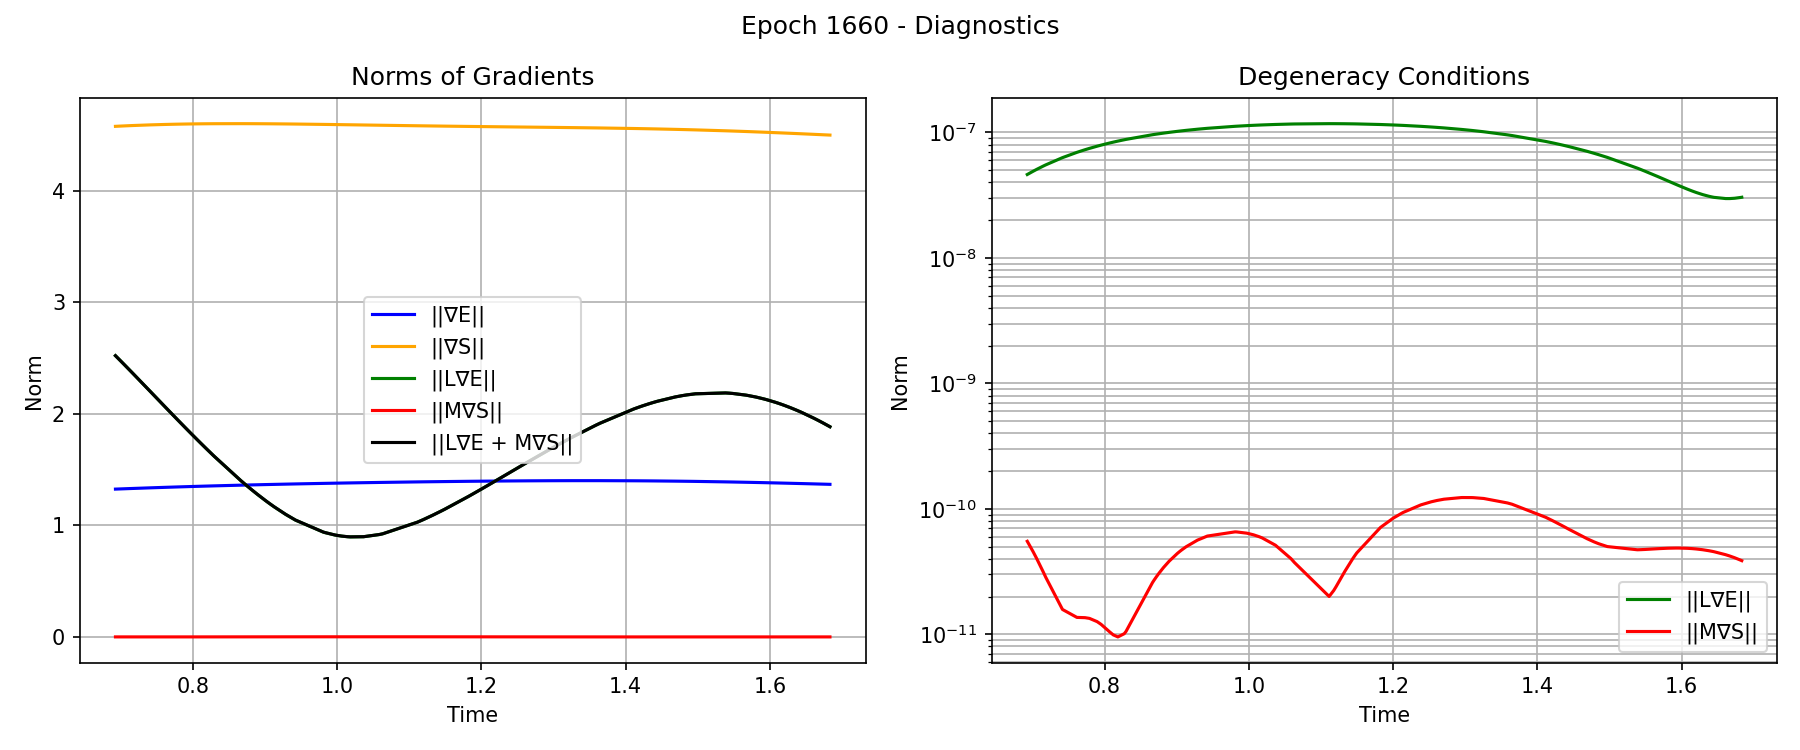 Epoch 1660 - Diagnostics
Norms of Gradients
Norm
4
3
2
1
0
||∇E||
||∇S||
||L∇E||
||M∇S||
||L∇E + M∇S||
0.8 1.0 1.2 1.4 1.6
Time
Degeneracy Conditions
Norm
10⁻⁷
10⁻⁸
10⁻⁹
10⁻¹⁰
10⁻¹¹
||L∇E||
||M∇S||
0.8 1.0 1.2 1.4 1.6
Time